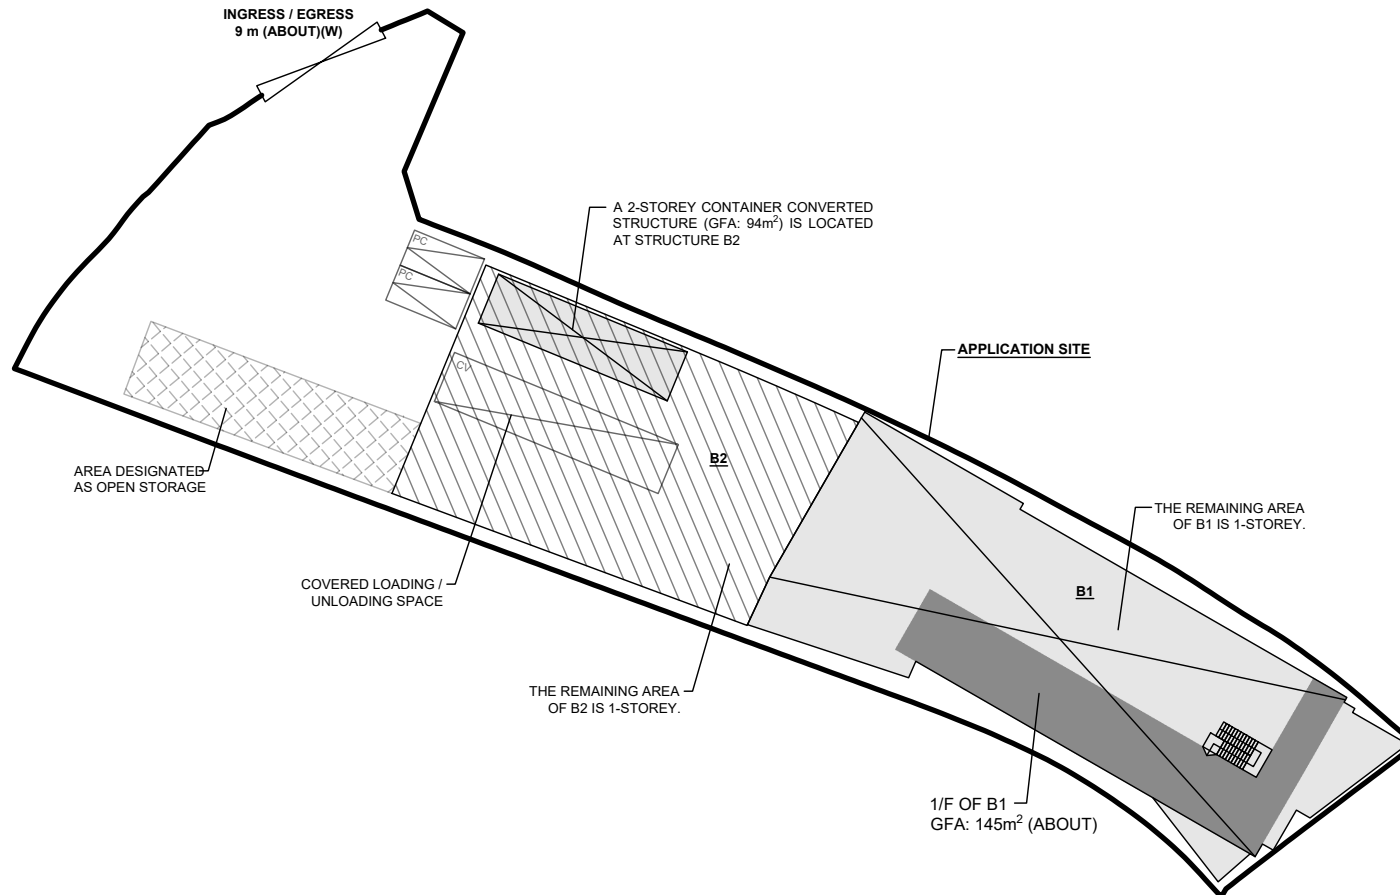 INGRESS / EGRESS
9 m (ABOUT)(W)
A 2-STOREY CONTAINER CONVERTED
STRUCTURE (GFA: 94m²) IS LOCATED
AT STRUCTURE B2
PC
PC
APPLICATION SITE
CV
B2
AREA DESIGNATED
AS OPEN STORAGE
THE REMAINING AREA
OF B1 IS 1-STOREY.
COVERED LOADING /
UNLOADING SPACE
B1
THE REMAINING AREA
OF B2 IS 1-STOREY.
1/F OF B1
GFA: 145m² (ABOUT)